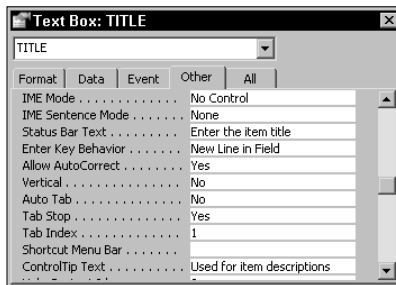 Text Box: TITLE
TITLE
Format Data Event Other All
IME Mode . . . . . . . . . . . . . No Control
IME Sentence Mode . . . . . . . None
Status Bar Text . . . . . . . . . . Enter the item title
Enter Key Behavior . . . . . . . New Line in Field
Allow AutoCorrect . . . . . . . . Yes
Vertical . . . . . . . . . . . . . . . No
Auto Tab . . . . . . . . . . . . . . No
Tab Stop . . . . . . . . . . . . . . Yes
Tab Index . . . . . . . . . . . . . 1
Shortcut Menu Bar . . . . . . .
ControlTip Text . . . . . . . . . . Used for item descriptions